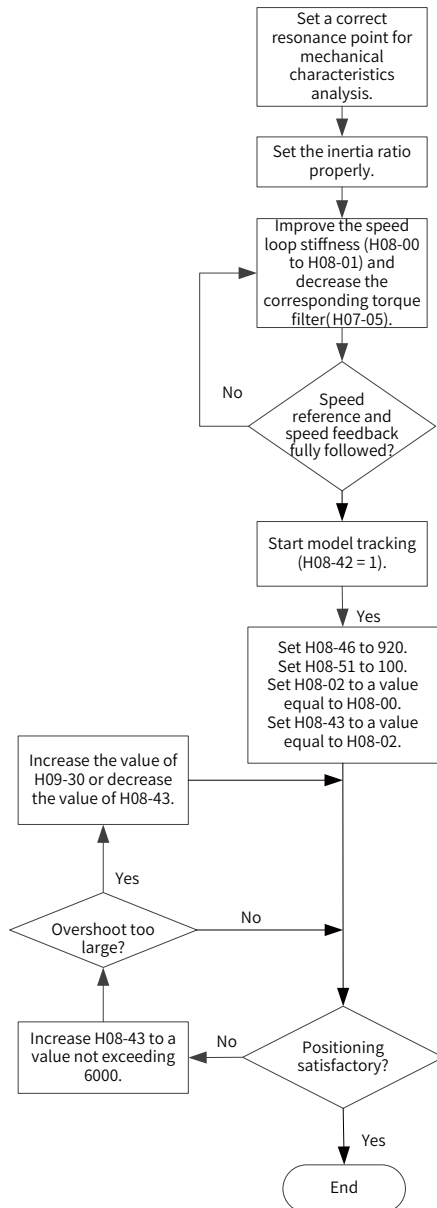 Set a correct
resonance point for
mechanical
characteristics
analysis.
Set the inertia ratio
properly.
Improve the speed
loop stiffness (H08-00
to H08-01) and
decrease the
corresponding torque
filter(H07-05).
No
Speed
reference and
speed feedback
fully followed?
Start model tracking
(H08-42 = 1).
Yes
Set H08-46 to 920.
Set H08-51 to 100.
Set H08-02 to a value
equal to H08-00.
Set H08-43 to a value
equal to H08-02.
Increase the value of
H09-30 or decrease
the value of H08-43.
Yes
Overshoot too
large?
No
Increase H08-43 to a
value not exceeding
6000.
No
Positioning
satisfactory?
Yes
End